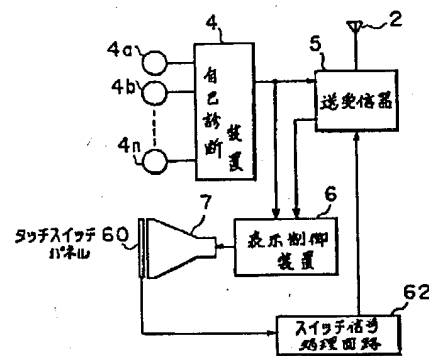 4a
4b
4n
4
自己診断
装置
5
2
送受信器
6
表示制御
装置
7
タッチスイッチ 60
パネル
62
スイッチ信号
処理回路